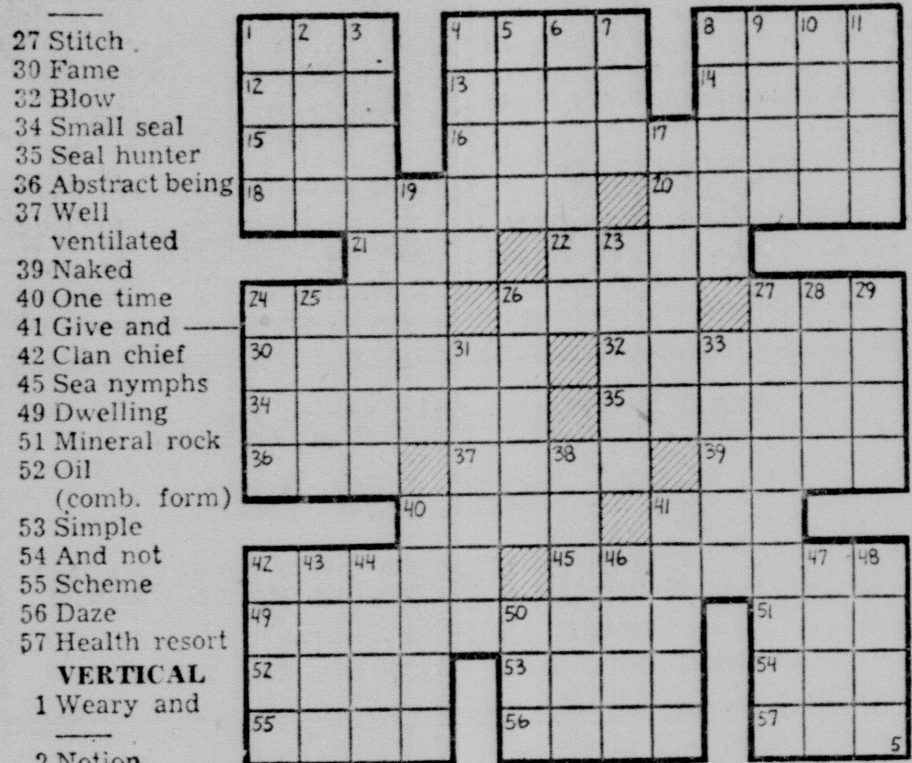 27 Stitch
30 Fame
32 Blow
34 Small seal
35 Seal hunter
36 Abstract being
37 Well
ventilated
39 Naked
40 One time
41 Give and ——
42 Clan chief
45 Sea nymphs
49 Dwelling
51 Mineral rock
52 Oil
(comb. form)
53 Simple
54 And not
55 Scheme
56 Daze
57 Health resort
VERTICAL
1 Weary and
——
2 Notion
1 2 3 4 5 6 7 8 9 10 11
12 13 14
15 16 17
18 19 20
21 22 23
24 25 26 27 28 29
30 31 32 33
34 35
36 37 38 39
40 41
42 43 44 45 46 47 48
49 50 51
52 53 54
55 56 57
5